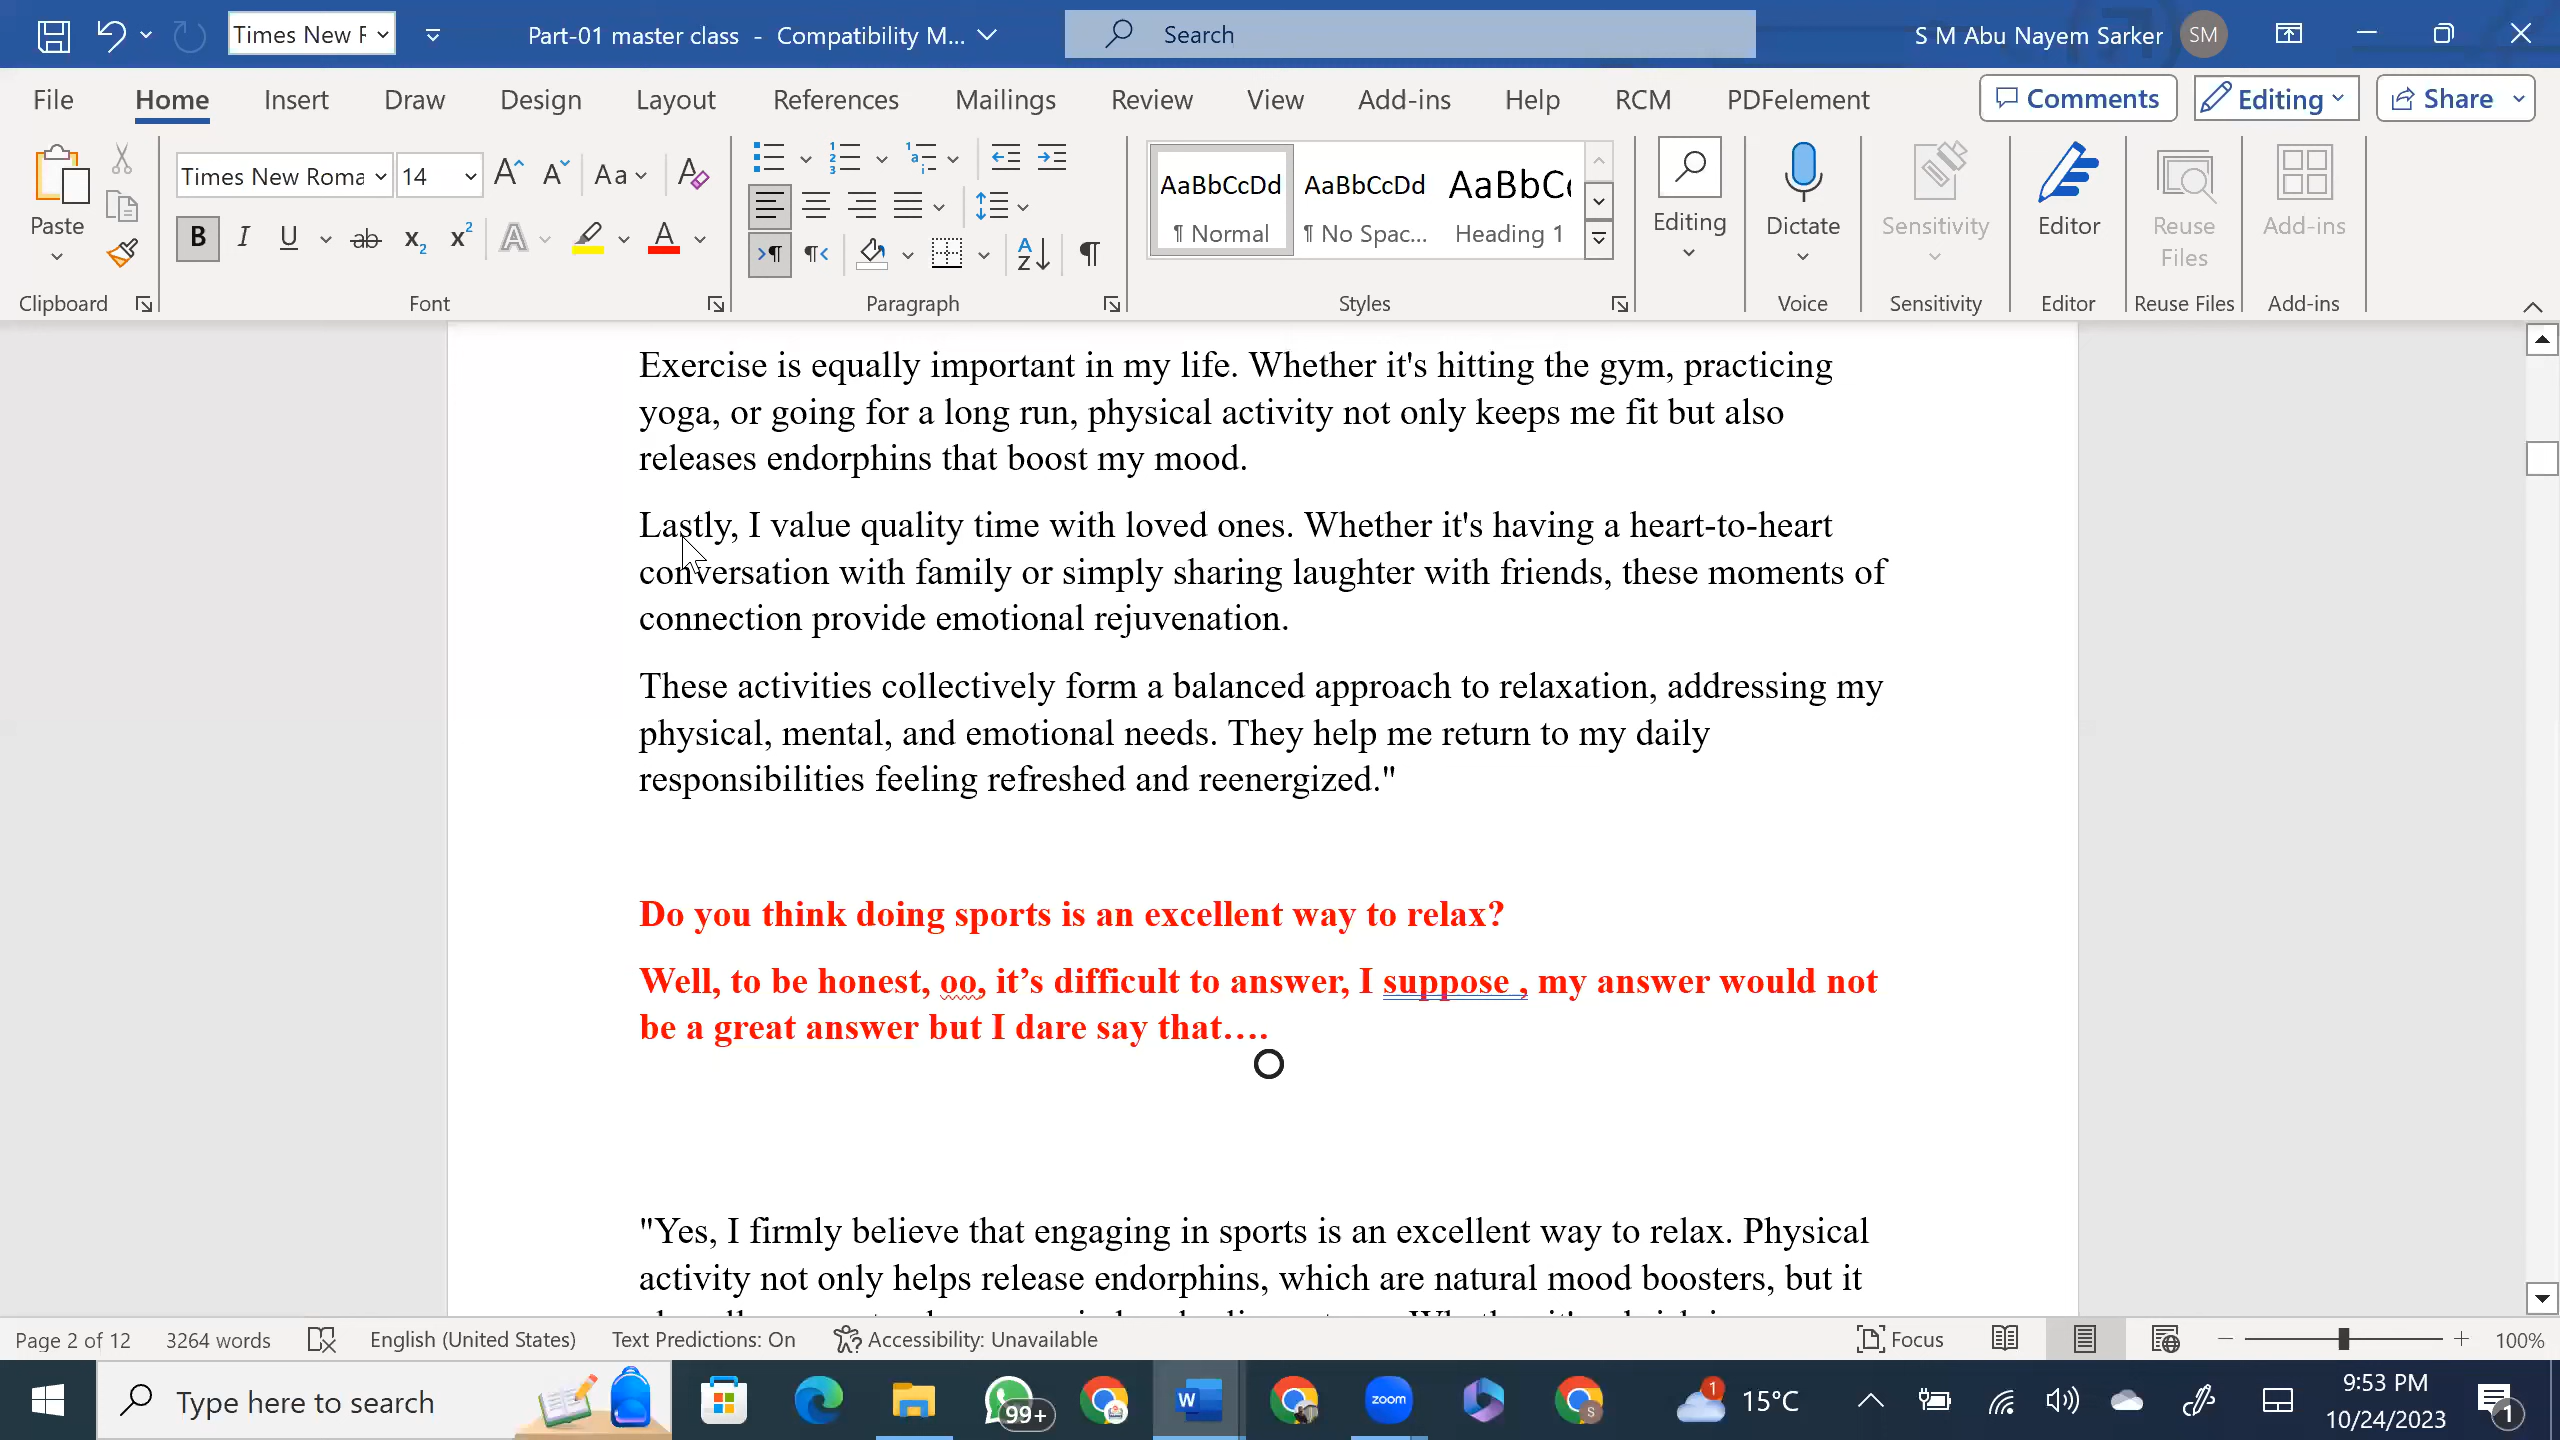 Times New F
Part-01 master class - Compatibility M...
Search
S M Abu Nayem Sarker
SM
File Home Insert Draw Design Layout References Mailings Review View Add-ins Help RCM PDFelement
Comments Editing Share
Paste
Times New Roma 14
Aa
B I U ab x2 x2 A A
AaBbCcDd AaBbCcDd AaBbCc
¶ Normal ¶ No Spac... Heading 1
Editing
Dictate
Sensitivity
Editor
Reuse
Files
Add-ins
Clipboard Font Paragraph Styles Voice Sensitivity Editor Reuse Files Add-ins
Exercise is equally important in my life. Whether it's hitting the gym, practicing
yoga, or going for a long run, physical activity not only keeps me fit but also
releases endorphins that boost my mood.
Lastly, I value quality time with loved ones. Whether it's having a heart-to-heart
conversation with family or simply sharing laughter with friends, these moments of
connection provide emotional rejuvenation.
These activities collectively form a balanced approach to relaxation, addressing my
physical, mental, and emotional needs. They help me return to my daily
responsibilities feeling refreshed and reenergized."
Do you think doing sports is an excellent way to relax?
Well, to be honest, oo, it’s difficult to answer, I suppose , my answer would not
be a great answer but I dare say that….
"Yes, I firmly believe that engaging in sports is an excellent way to relax. Physical
activity not only helps release endorphins, which are natural mood boosters, but it
Page 2 of 12 3264 words English (United States) Text Predictions: On Accessibility: Unavailable Focus 100%
Type here to search
99+
zoom
1
15°C
9:53 PM
10/24/2023
1